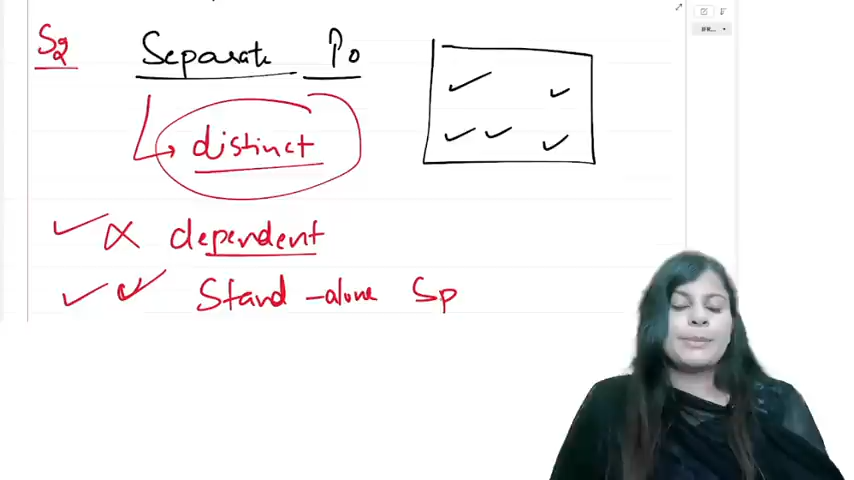 S2 Separate Po
distinct
dependent
Stand-alone Sp